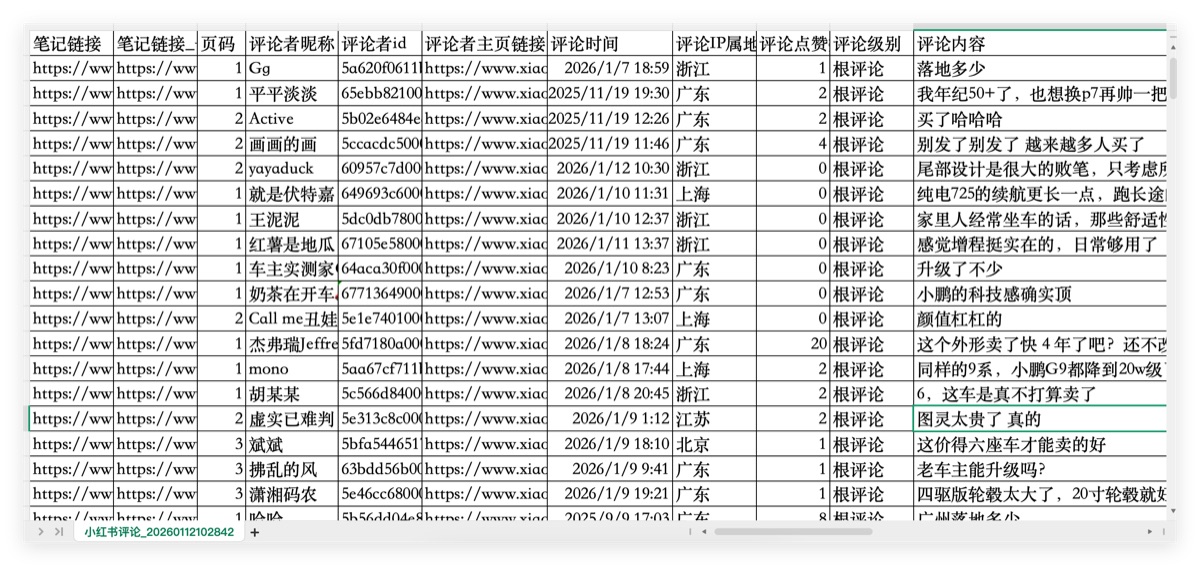 笔记链接 笔记链接_ 页码 评论者昵称 评论者id 评论者主页链接 评论时间 评论IP属地 评论点赞 评论级别 评论内容
https://ww https://ww 1 Gg 5a620f0611 https://www.xiao 2026/1/7 18:59 浙江 1 根评论 落地多少
https://ww https://ww 1 平平淡淡 65ebb82100 https://www.xiao 2025/11/19 19:30 广东 2 根评论 我年纪50+了，也想换p7再帅一把
https://ww https://ww 2 Active 5b02e6484e https://www.xiao 2025/11/19 12:26 广东 2 根评论 买了哈哈哈
https://ww https://ww 2 画画的画 5ccacdc500 https://www.xiao 2025/11/19 11:46 广东 4 根评论 别发了别发了 越来越多人买了
https://ww https://ww 2 yayaduck 60957c7d00 https://www.xiao 2026/1/12 10:30 浙江 0 根评论 尾部设计是很大的败笔，只考虑
https://ww https://ww 1 就是伏特嘉 649693c600 https://www.xiao 2026/1/10 11:31 上海 0 根评论 纯电725的续航更长一点，跑长途
https://ww https://ww 1 王泥泥 5dc0db7800 https://www.xiao 2026/1/10 12:37 浙江 0 根评论 家里人经常坐车的话，那些舒适性
https://ww https://ww 1 红薯是地瓜 67105e5800 https://www.xiao 2026/1/11 13:37 浙江 0 根评论 感觉增程挺实在的，日常够用了
https://ww https://ww 1 车主实测家 64aca30f00 https://www.xiao 2026/1/10 8:23 广东 0 根评论 升级了不少
https://ww https://ww 1 奶茶在开车 6771364900 https://www.xiao 2026/1/7 12:53 广东 0 根评论 小鹏的科技感确实顶
https://ww https://ww 2 Call me丑娃 5e1e740100 https://www.xiao 2026/1/7 13:07 上海 0 根评论 颜值杠杠的
https://ww https://ww 1 杰弗瑞Jeffre 5fd7180a00 https://www.xiao 2026/1/8 18:24 广东 20 根评论 这个外形卖了快 4 年了吧？还不改
https://ww https://ww 1 mono 5aa67cf711 https://www.xiao 2026/1/8 17:44 上海 2 根评论 同样的9系，小鹏G9都降到20w级
https://ww https://ww 1 胡某某 5c566d8400 https://www.xiao 2026/1/8 20:45 浙江 2 根评论 6，这车是真不打算卖了
https://ww https://ww 2 虚实已难判 5e313c8c00 https://www.xiao 2026/1/9 1:12 江苏 2 根评论 图灵太贵了 真的
https://ww https://ww 3 斌斌 5bfa544651 https://www.xiao 2026/1/9 18:10 北京 1 根评论 这价得六座车才能卖的好
https://ww https://ww 3 拂乱的风 63bdd56b00 https://www.xiao 2026/1/9 9:41 广东 1 根评论 老车主能升级吗?
https://ww https://ww 3 潇湘码农 5e46cc6800 https://www.xiao 2026/1/9 19:21 广东 1 根评论 四驱版轮毂太大了，20寸轮毂就好
https://ww https://ww 1 哈哈 5b56dd04e8 https://www.xiao 2025/9/9 17:03 广东 8 根评论 广州落地多少
小红书评论_20260112102842